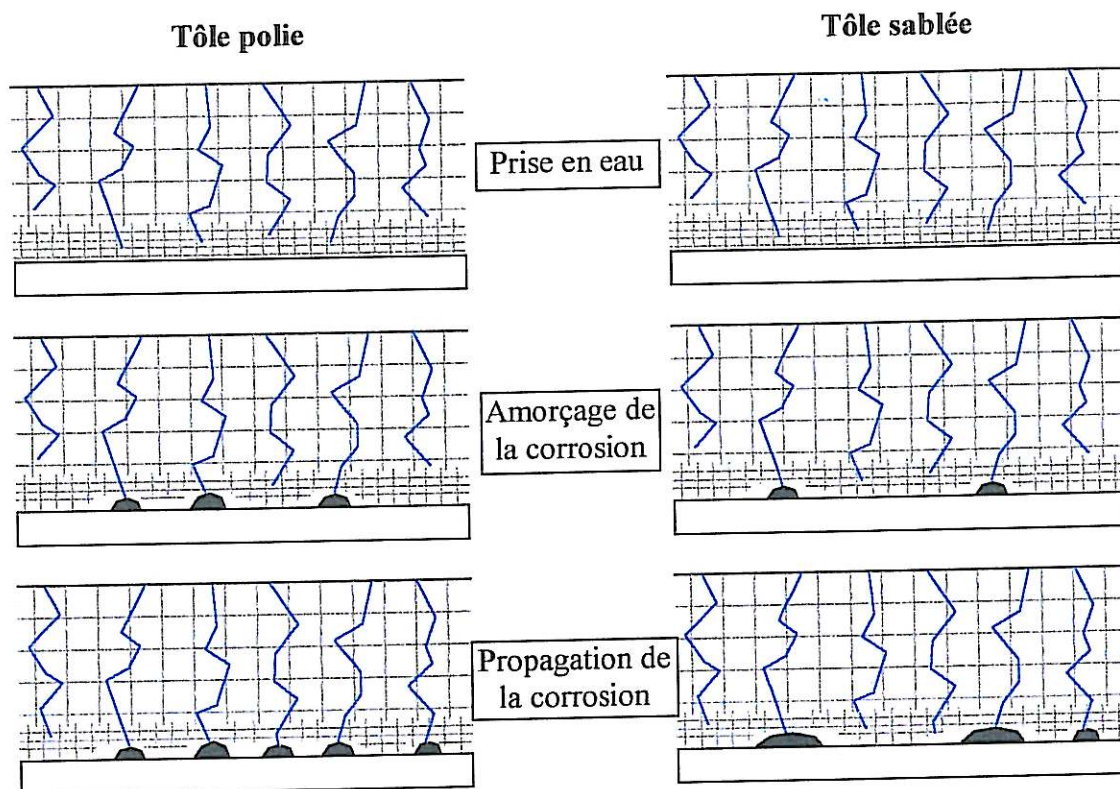 Tôle polie
Tôle sablée
Prise en eau
Amorçage de
la corrosion
Propagation de
la corrosion